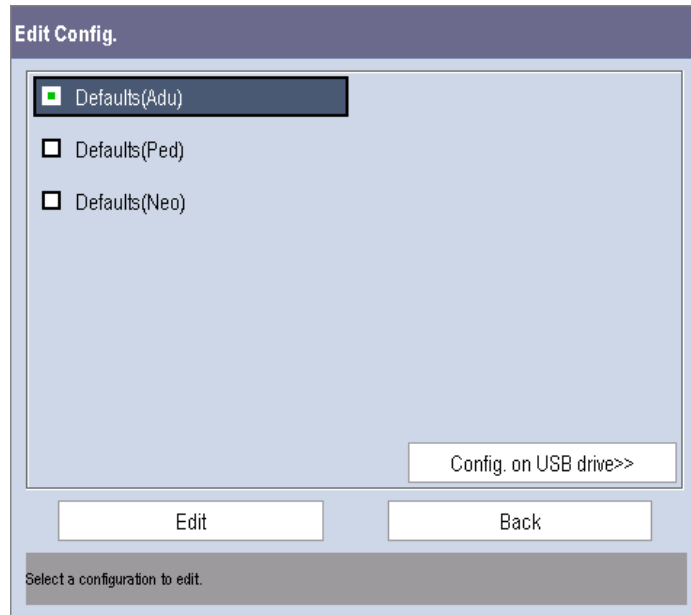 Edit Config.
Defaults(Adu)
Defaults(Ped)
Defaults(Neo)
Config. on USB drive>>
Edit
Back
Select a configuration to edit.